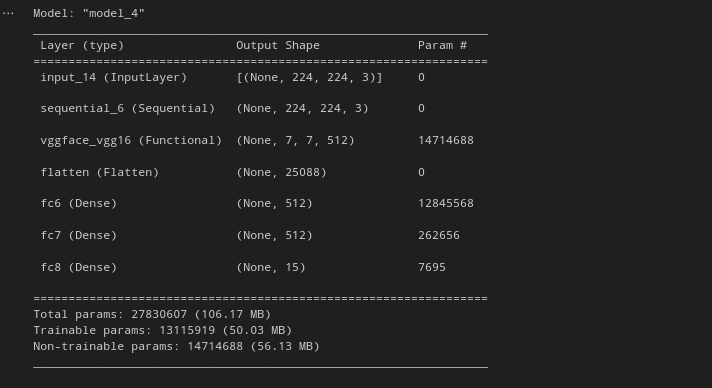 Model: "model_4"
Layer (type) Output Shape Param #
=================================================================
input_14 (InputLayer) [(None, 224, 224, 3)] 0
sequential_6 (Sequential) (None, 224, 224, 3) 0
vggface_vgg16 (Functional) (None, 7, 7, 512) 14714688
flatten (Flatten) (None, 25088) 0
fc6 (Dense) (None, 512) 12845568
fc7 (Dense) (None, 512) 262656
fc8 (Dense) (None, 15) 7695
=================================================================
Total params: 27830607 (106.17 MB)
Trainable params: 13115919 (50.03 MB)
Non-trainable params: 14714688 (56.13 MB)